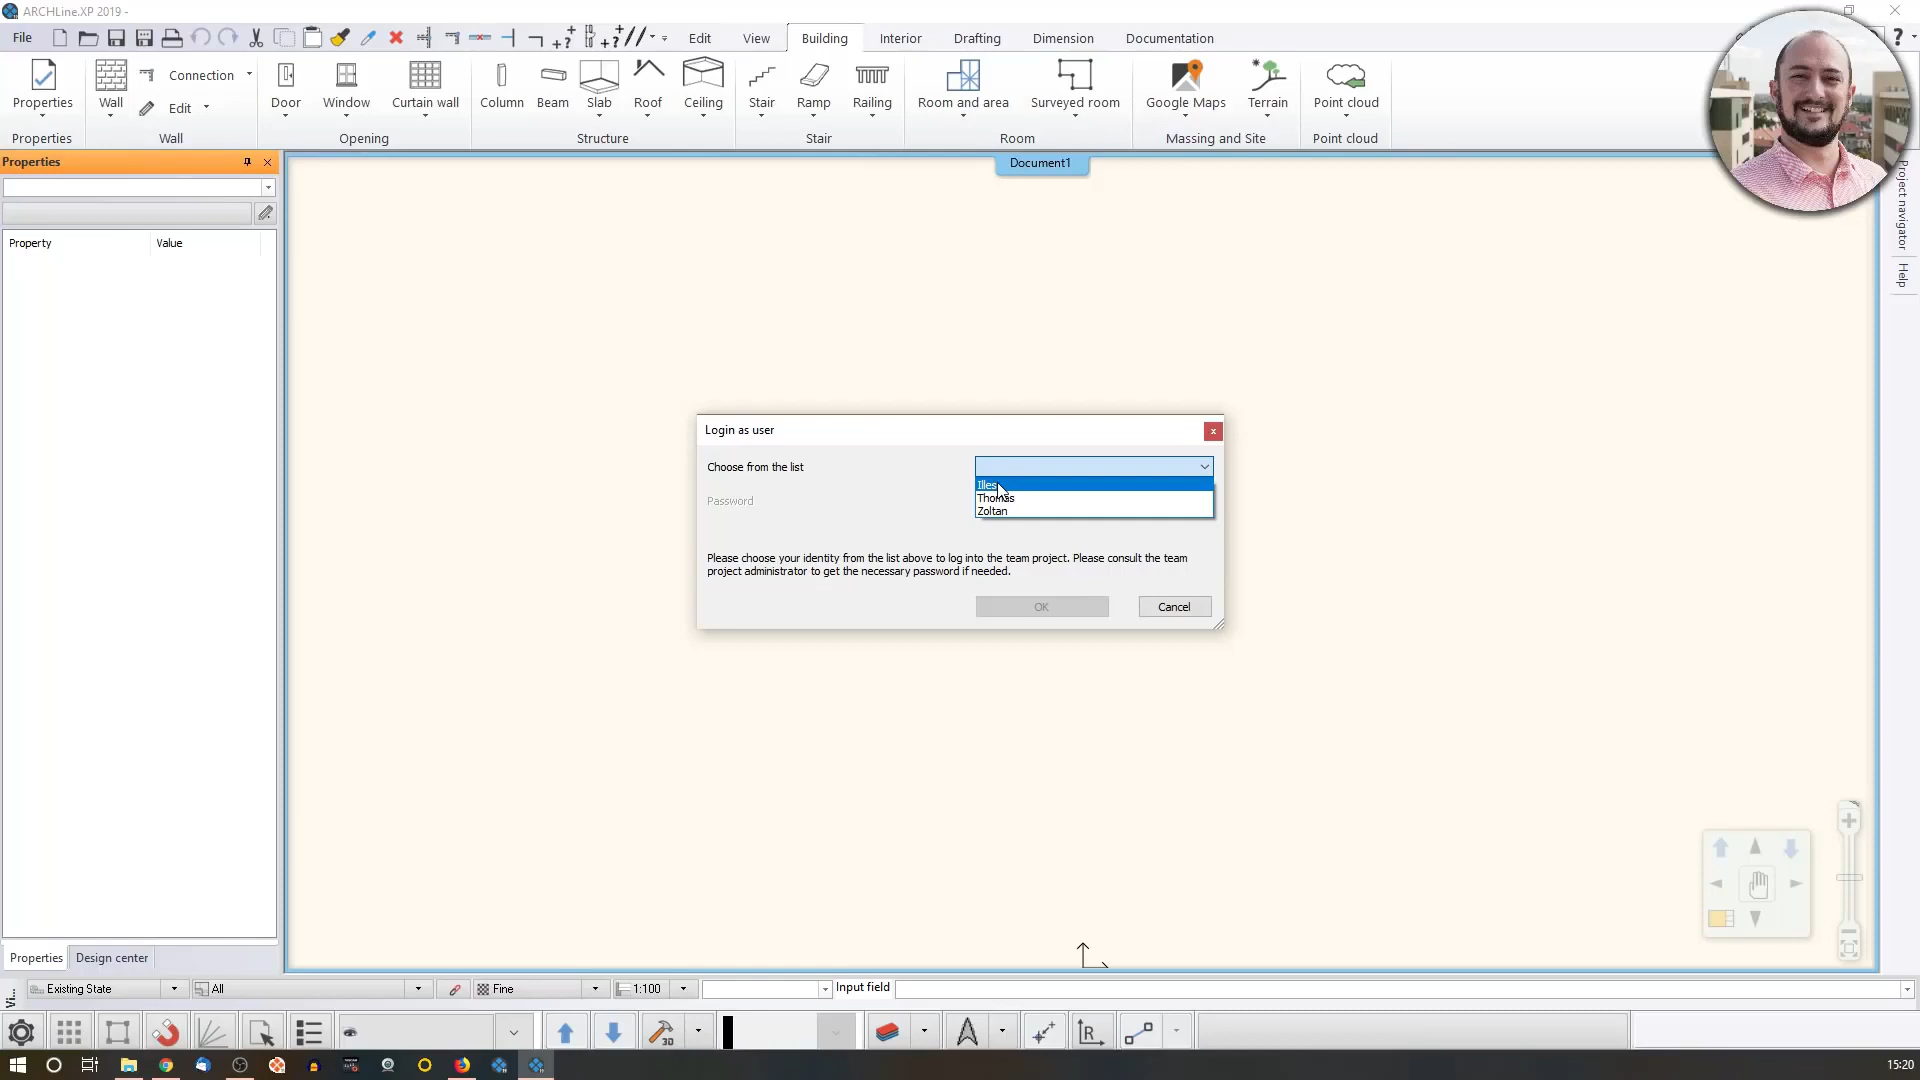 ARCHLine.XP 2019 -
File
Edit
View
Building
Interior
Drafting
Dimension
Documentation
?
Properties
Wall
Connection
Edit
Door
Window
Curtain wall
Column
Beam
Slab
Roof
Ceiling
Stair
Ramp
Railing
Room and area
Surveyed room
Google Maps
Terrain
Point cloud
Properties
Wall
Opening
Structure
Stair
Room
Massing and Site
Point cloud
Properties
Document1
Property
Value
Project navigator
Help
Login as user
Choose from the list
Illes
Thomas
Zoltan
Password
Please choose your identity from the list above to log into the team project. Please consult the team
project administrator to get the necessary password if needed.
OK
Cancel
Properties
Design center
Existing State
All
Fine
1:100
Input field
3D
R
15:20